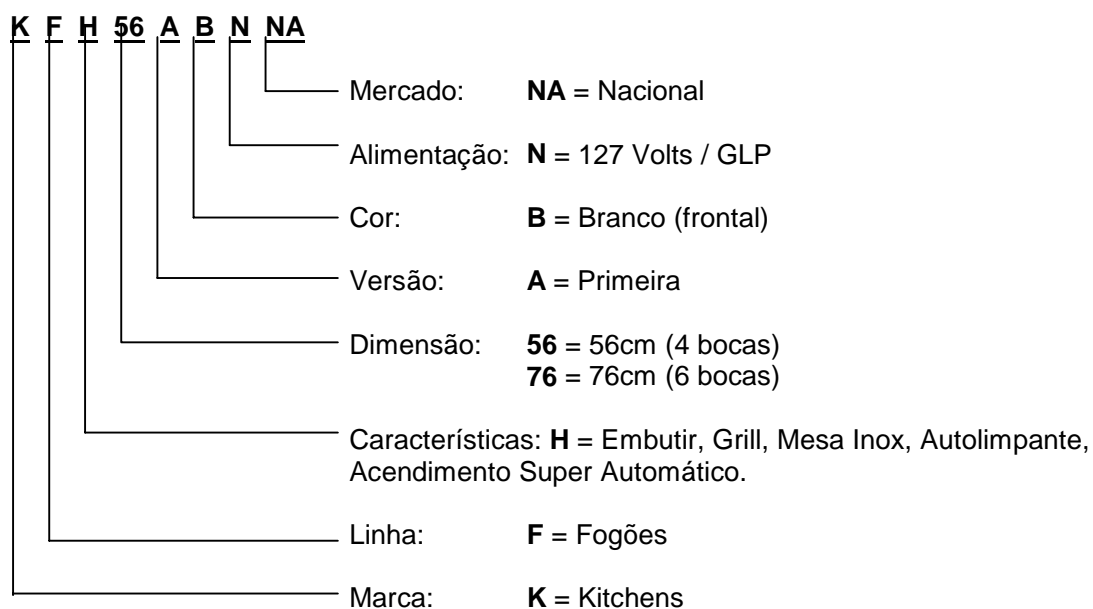 K F H 56 A B N NA
Mercado: NA = Nacional
Alimentação: N = 127 Volts / GLP
Cor: B = Branco (frontal)
Versão: A = Primeira
Dimensão: 56 = 56cm (4 bocas)
76 = 76cm (6 bocas)
Características: H = Embutir, Grill, Mesa Inox, Autolimpante,
Acendimento Super Automático.
Linha: F = Fogões
Marca: K = Kitchens